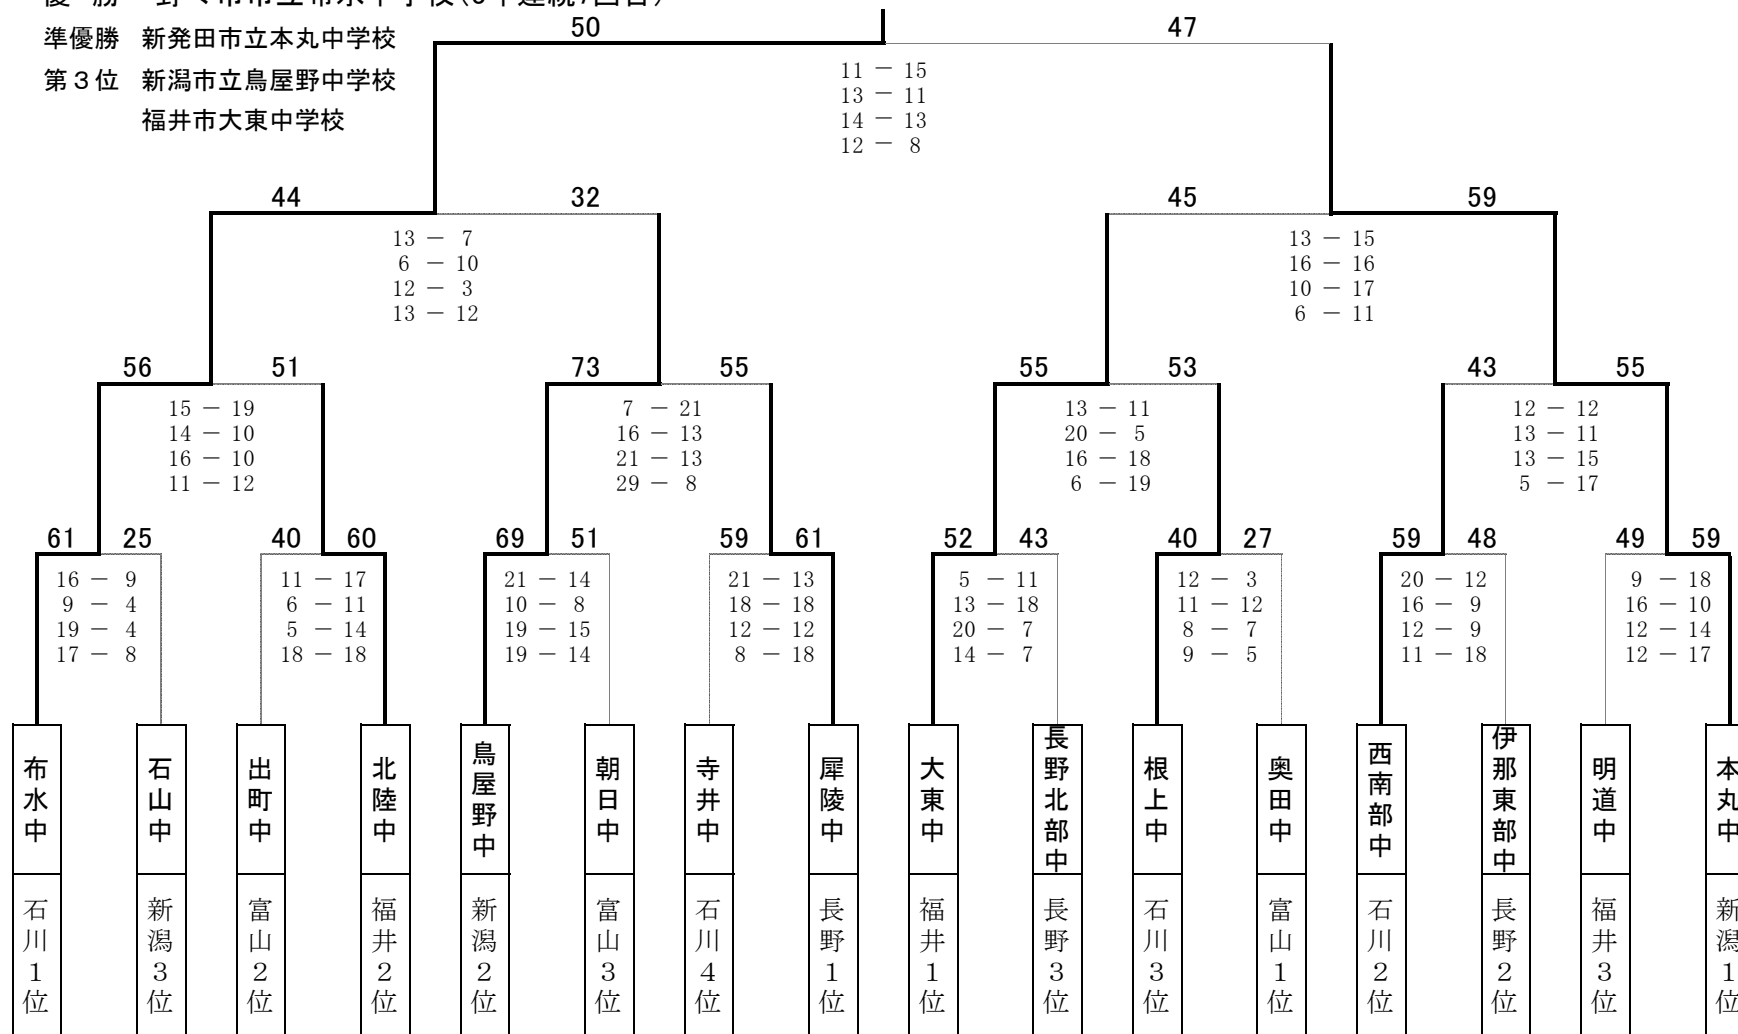 準優勝 新発田市立本丸中学校
第３位 新潟市立鳥屋野中学校
福井市大東中学校
50 47
11 － 15
13 － 11
14 － 13
12 － 8
44 32 45 59
13 － 7 13 － 15
6 － 10 16 － 16
12 － 3 10 － 17
13 － 12 6 － 11
56 51 73 55 55 53 43 55
15 － 19 7 － 21 13 － 11 12 － 12
14 － 10 16 － 13 20 － 5 13 － 11
16 － 10 21 － 13 16 － 18 13 － 15
11 － 12 29 － 8 6 － 19 5 － 17
61 25 40 60 69 51 59 61 52 43 40 27 59 48 49 59
16 － 9 11 － 17 21 － 14 21 － 13 5 － 11 12 － 3 20 － 12 9 － 18
9 － 4 6 － 11 10 － 8 18 － 18 13 － 18 11 － 12 16 － 9 16 － 10
19 － 4 5 － 14 19 － 15 12 － 12 20 － 7 8 － 7 12 － 9 12 － 14
17 － 8 18 － 18 19 － 14 8 － 18 14 － 7 9 － 5 11 － 18 12 － 17
布水中
石山中
出町中
北陸中
鳥屋野中
朝日中
寺井中
犀陵中
大東中
長野北部中
根上中
奥田中
西南部中
伊那東部中
明道中
本丸中
石川１位
新潟３位
富山２位
福井２位
新潟２位
富山３位
石川４位
長野１位
福井１位
長野３位
石川３位
富山１位
石川２位
長野２位
福井３位
新潟１位